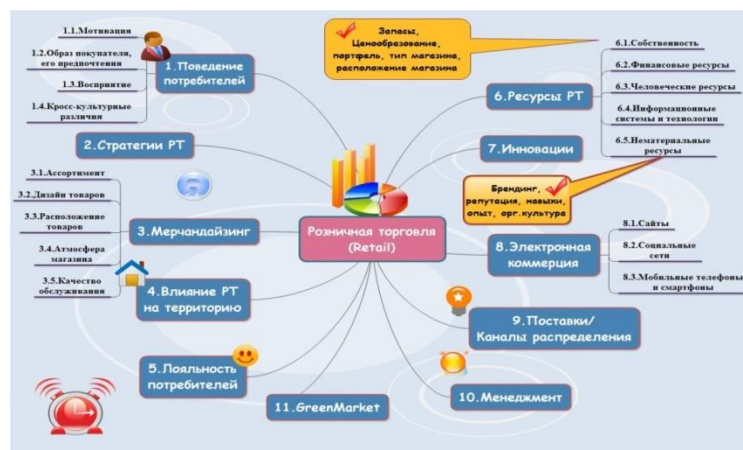 1.1.Мотивация
1.2.Образ покупателя,
его предпочтения
1.3.Восприятие
1.4.Кросс-культурные
различия
1.Поведение
потребителей
2.Стратегии РТ
3.1.Ассортимент
3.2.Дизайн товаров
3.3.Расположение
товаров
3.4.Атмосфера
магазина
3.5.Качество
обслуживания
3.Мерчандайзинг
4.Влияние РТ
на территорию
5.Лояльность
потребителей
11.GreenMarket
Розничная торговля
(Retail)
Запасы,
Ценообразование,
портфель, тип магазина,
расположение магазина
6.Ресурсы РТ
6.1.Собственность
6.2.Финансовые ресурсы
6.3.Человеческие ресурсы
6.4.Информационные
системы и технологии
6.5.Нематериальные
ресурсы
7.Инновации
Брендинг,
репутация, навыки,
опыт, орг.культура
8.Электронная
коммерция
8.1.Сайты
8.2.Социальные
сети
8.3.Мобильные телефоны
и смартфоны
9.Поставки/
Каналы распределения
10.Менеджмент